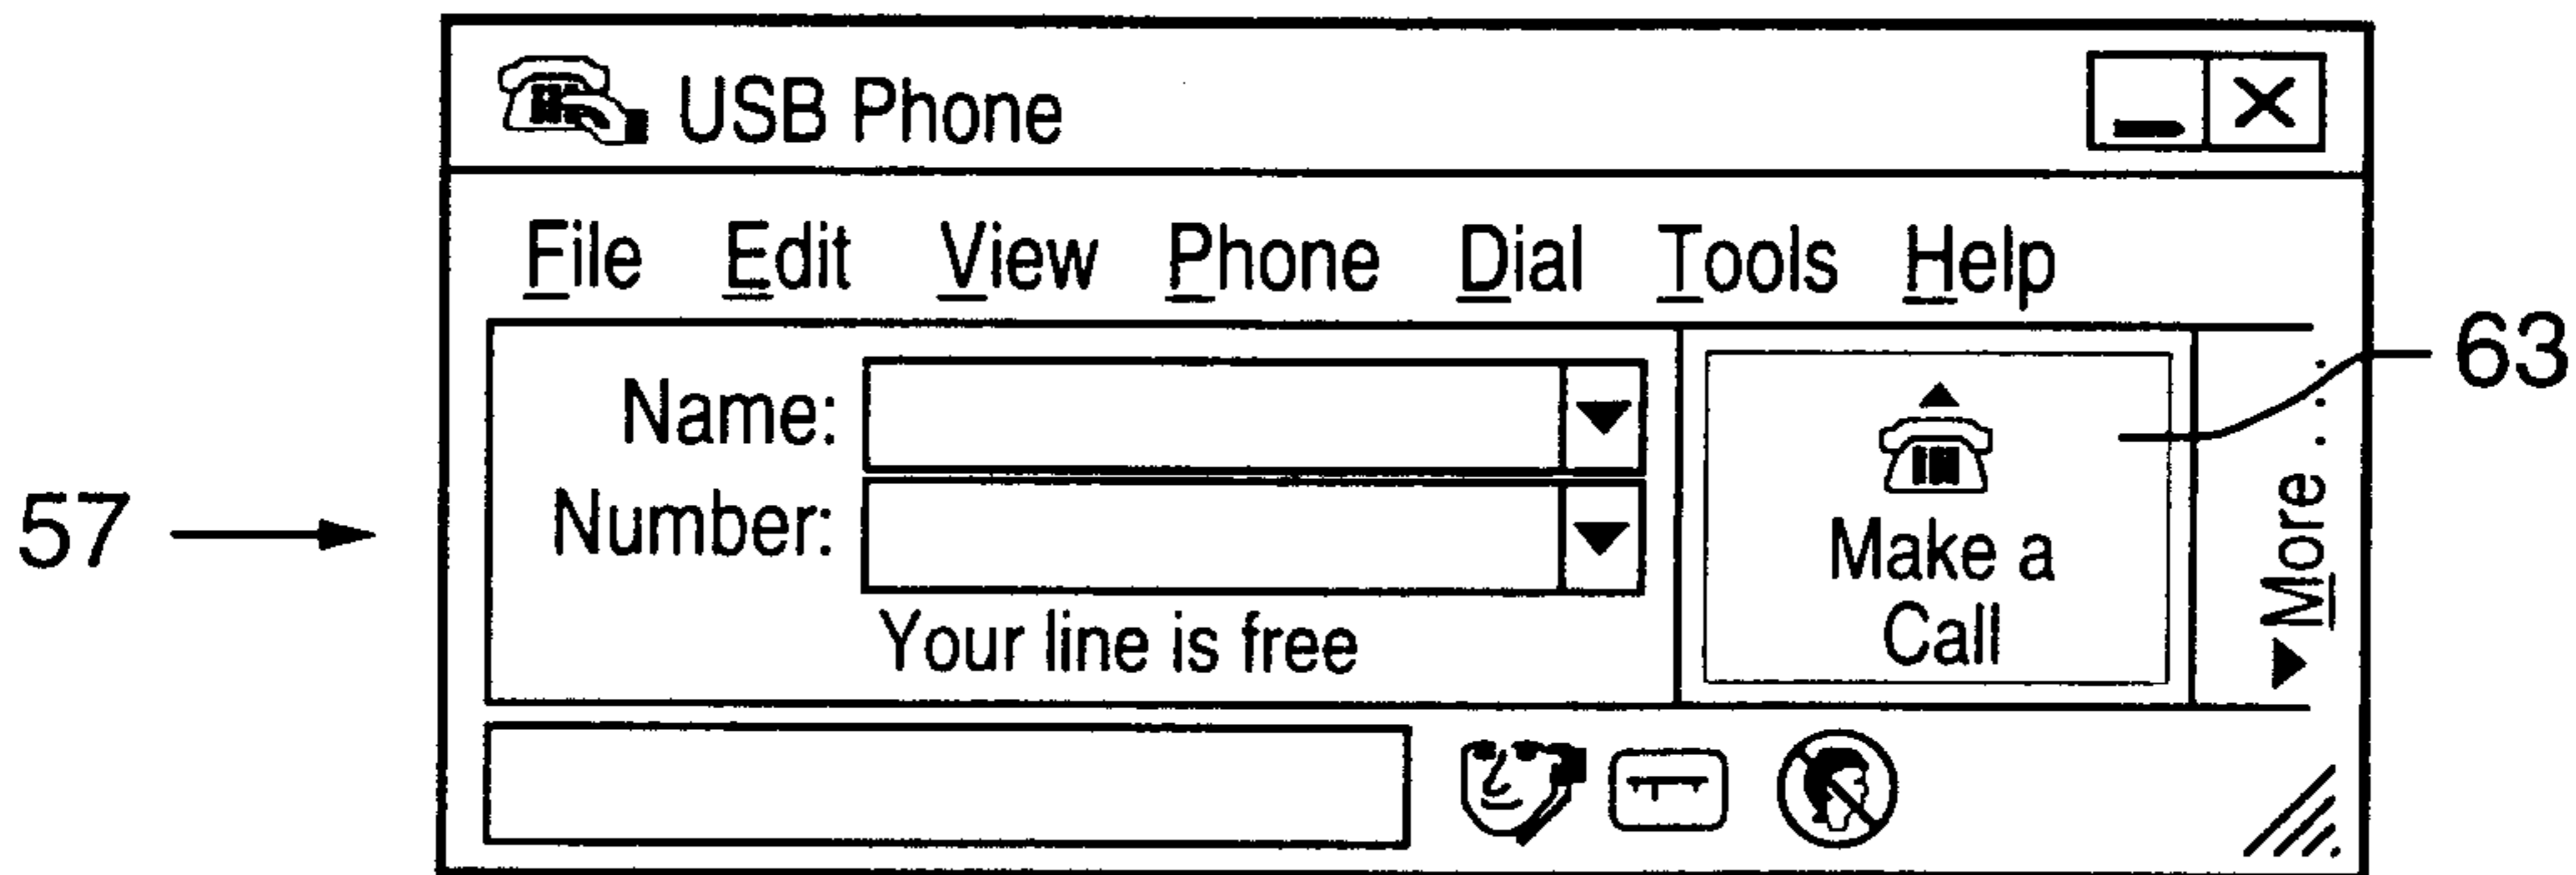 USB Phone
File Edit View Phone Dial Tools Help
63
Name:
Number:
57
Your line is free
Make a
Call
More . . . .